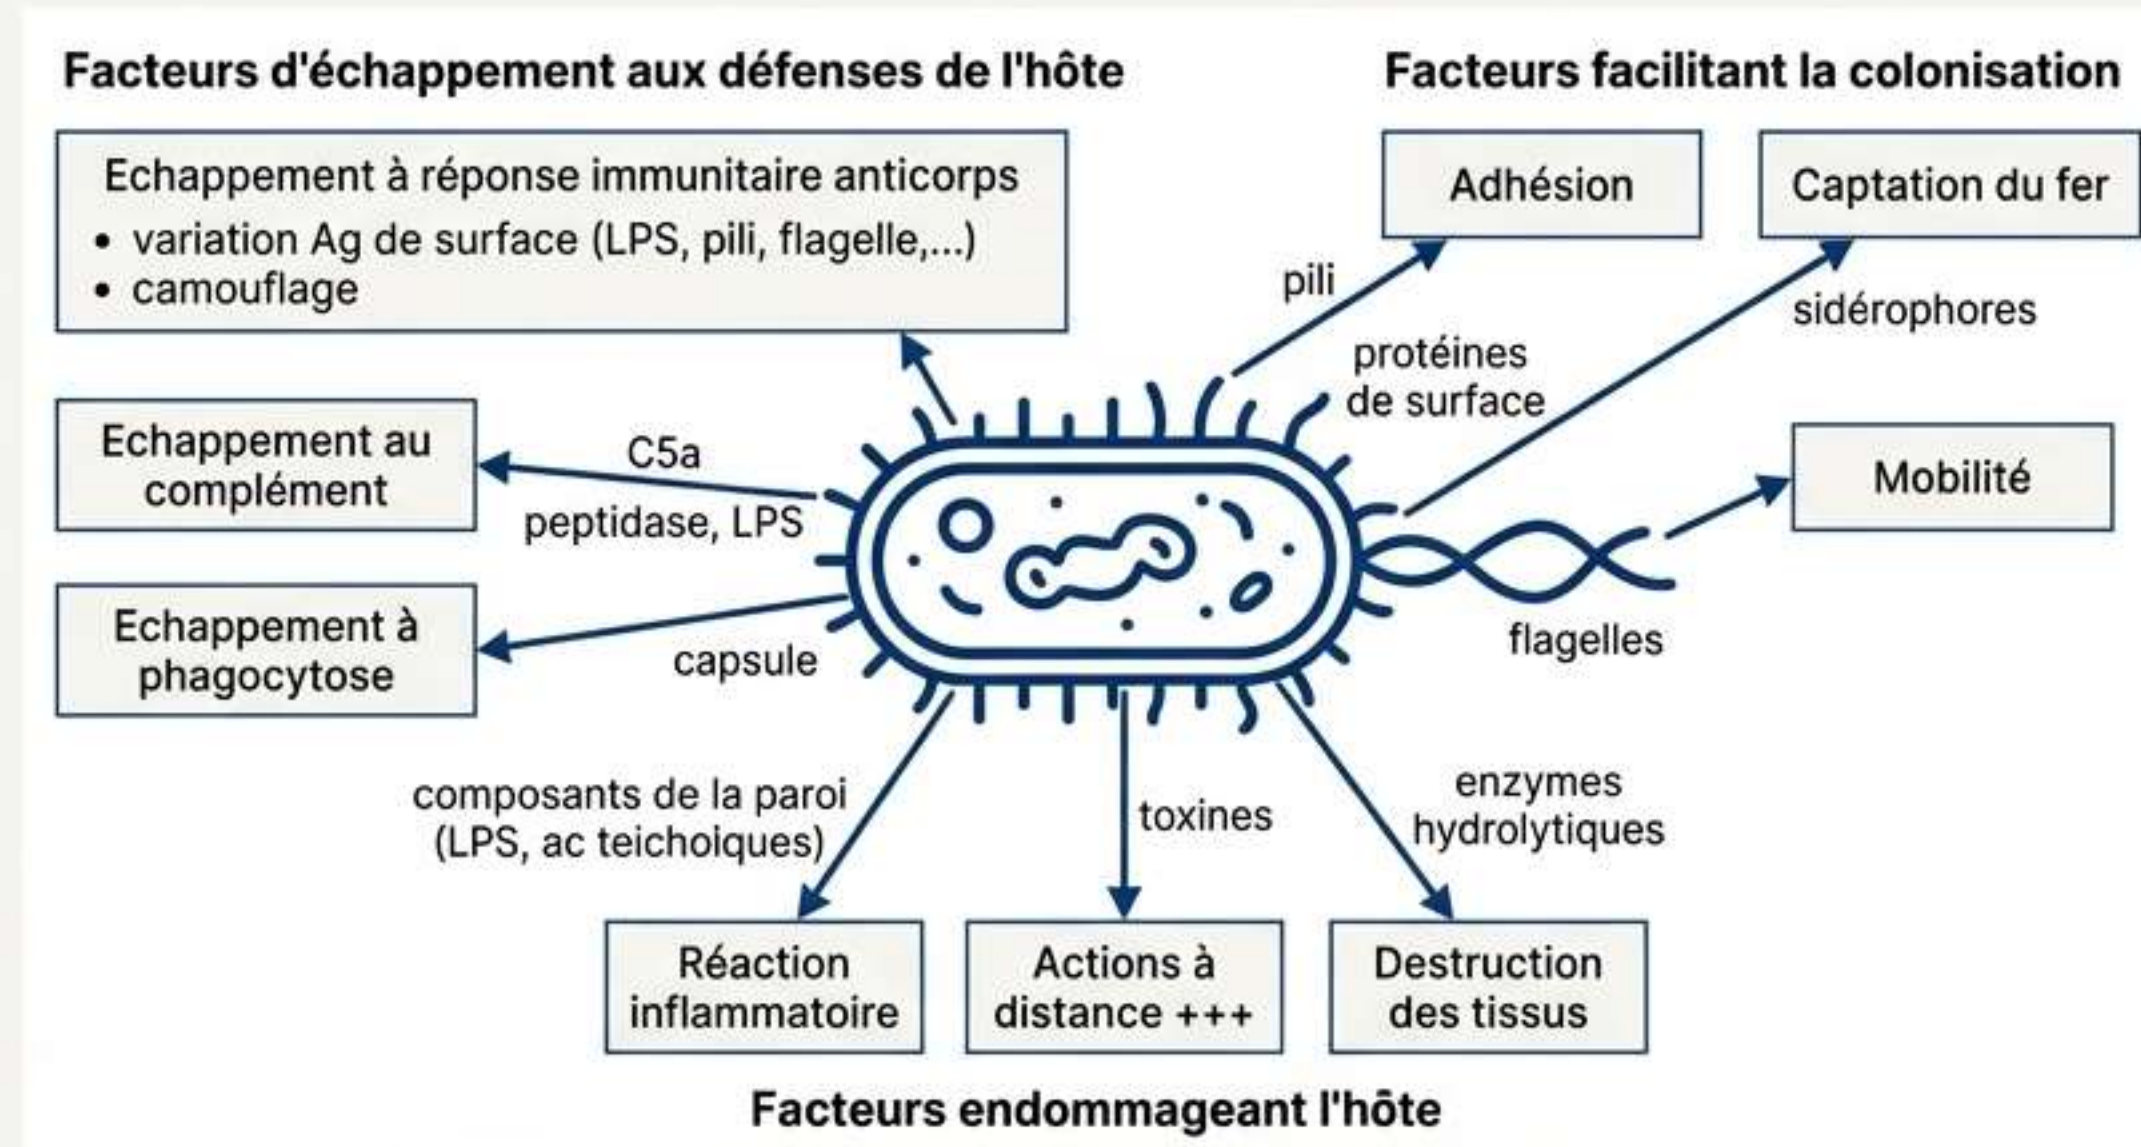 Facteurs d'échappement aux défenses de l'hôte
Echappement à réponse immunitaire anticorps
• variation Ag de surface (LPS, pili, flagelle,...)
• camouflage
Echappement au
complément
C5a
peptidase, LPS
Echappement à
phagocytose
capsule
Facteurs facilitant la colonisation
Adhésion
Captation du fer
pili
sidérophores
protéines
de surface
Mobilité
flagelles
composants de la paroi
(LPS, ac teichoiques)
toxines
enzymes
hydrolytiques
Réaction
inflammatoire
Actions à
distance +++
Destruction
des tissus
Facteurs endommageant l'hôte